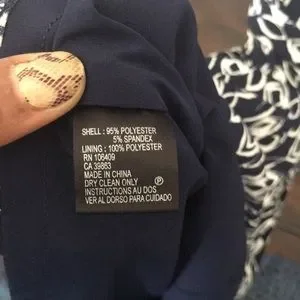 SHELL : 95% POLYESTER
5% SPANDEX
LINING : 100% POLYESTER
RN 106409
CA 39863
MADE IN CHINA
DRY CLEAN ONLY Ⓟ
INSTRUCTIONS AU DOS
VER AL DORSO PARA CUIDADO